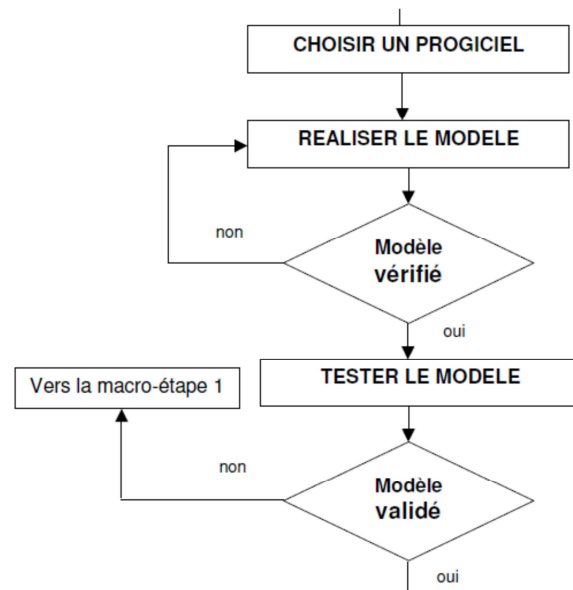 CHOISIR UN PROGICIEL
REALISER LE MODELE
non
Modèle
vérifié
oui
TESTER LE MODELE
Vers la macro-étape 1
non
Modèle
validé
oui